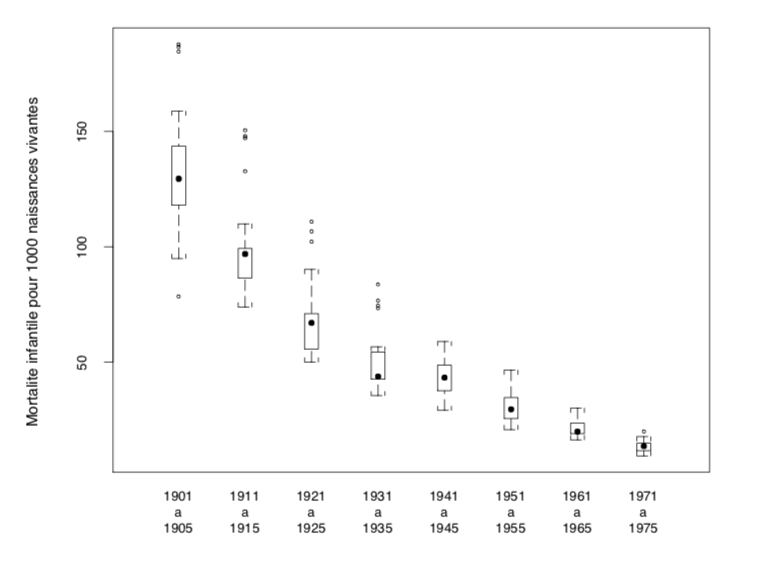 Mortalite infantile pour 1000 naissances vivantes
150
100
50
1901 1911 1921 1931 1941 1951 1961 1971
a a a a a a a a
1905 1915 1925 1935 1945 1955 1965 1975